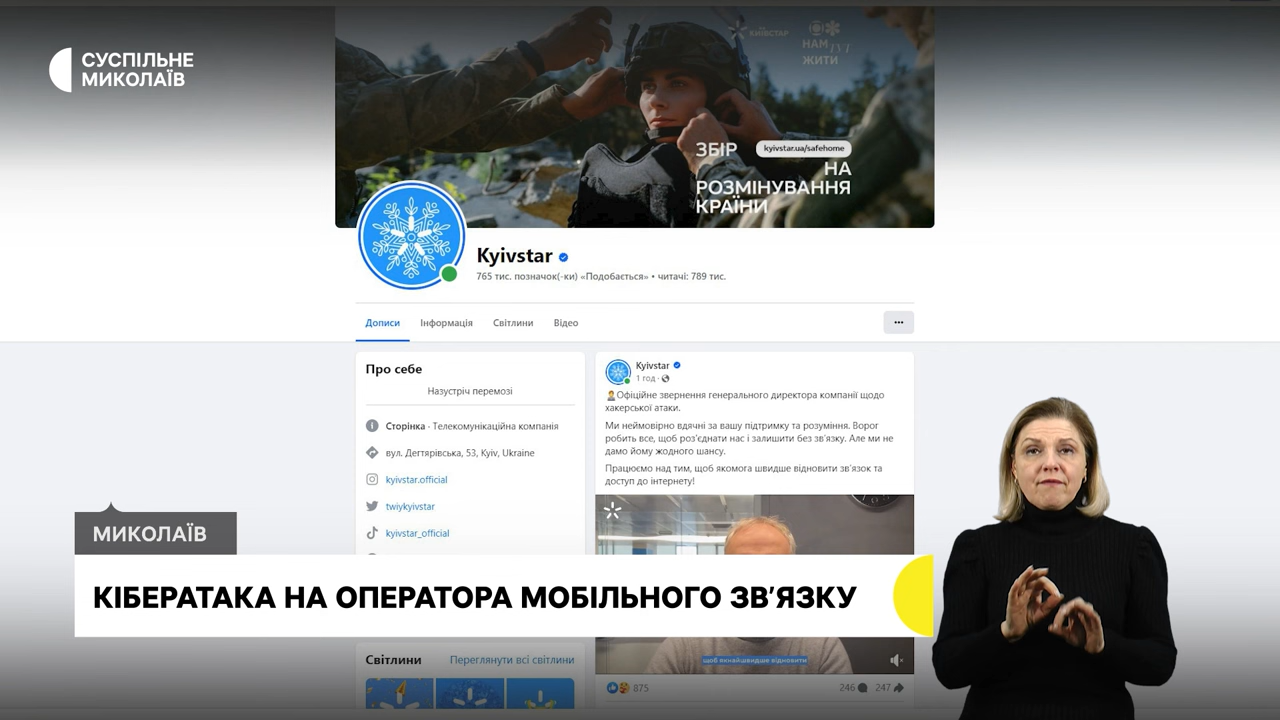 СУСПІЛЬНЕ
МИКОЛАЇВ
КИЇВСТАР
НАМ ТУТ
ЖИТИ
ЗБІР
kyivstar.ua/safehome
НА
РОЗМІНУВАННЯ
КРАЇНИ
Kyivstar
765 тис. позначок(-ки) «Подобається» • читачі: 789 тис.
Дописи Інформація Світлини Відео
Про себе
Назустріч перемозі
Сторінка · Телекомунікаційна компанія
вул. Дегтярівська, 53, Kyiv, Ukraine
kyivstar.official
twiykyivstar
kyivstar_official
Kyivstar
1 год ·
Офіційне звернення генерального директора компанії щодо
хакерської атаки.
Ми неймовірно вдячні за вашу підтримку та розуміння. Ворог
робить все, щоб роз’єднати нас і залишити без зв’язку. Але ми не
дамо йому жодного шансу.
Працюємо над тим, щоб якомога швидше відновити зв’язок та
доступ до інтернету!
МИКОЛАЇВ
КІБЕРАТАКА НА ОПЕРАТОРА МОБІЛЬНОГО ЗВ’ЯЗКУ
Світлини
Переглянути всі світлини
щоб якнайшвидше відновити
875
246 247